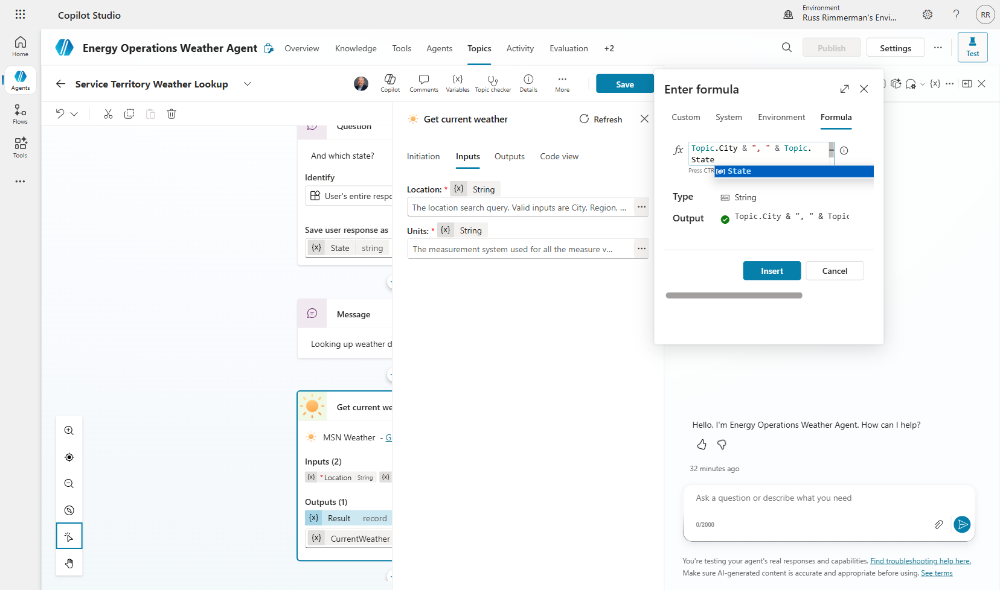 Copilot Studio
Environment
Russ Rimmerman's Envi...
RR
Home
Agents
Flows
Tools
Energy Operations Weather Agent
Overview
Knowledge
Tools
Agents
Topics
Activity
Evaluation
+2
Publish
Settings
Test
Service Territory Weather Lookup
Copilot
Comments
Variables
Topic checker
Details
More
Save
Question
And which state?
Identify
User's entire respo
Save user response as
{x} State string
Message
Looking up weather d
Get current we
MSN Weather - G
Inputs (2)
{x} * Location String {x}
Outputs (1)
{x} Result record
{x} CurrentWeather
Get current weather
Refresh
Initiation
Inputs
Outputs
Code view
Location: * {x} String
The location search query. Valid inputs are City, Region, ...
Units: * {x} String
The measurement system used for all the measure v...
Enter formula
Custom
System
Environment
Formula
fx
Topic.City & ", " & Topic.
State
Press CTR
State
Type
Abc String
Output
Topic.City & ", " & Topic
Insert
Cancel
{x}
Hello, I'm Energy Operations Weather Agent. How can I help?
32 minutes ago
Ask a question or describe what you need
0/2000
You're testing your agent's real responses and capabilities. Find troubleshooting help here.
Make sure AI-generated content is accurate and appropriate before using. See terms